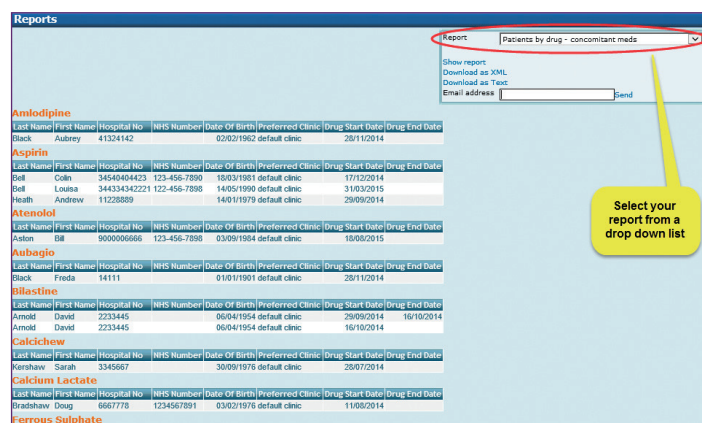 Reports
Report Patients by drug - concomitant meds
Show report
Download as XML
Download as Text
Email address Send
Amlodipine
Last Name First Name Hospital No NHS Number Date Of Birth Preferred Clinic Drug Start Date Drug End Date
Black Aubrey 41324142 02/02/1962 default clinic 28/11/2014
Aspirin
Last Name First Name Hospital No NHS Number Date Of Birth Preferred Clinic Drug Start Date Drug End Date
Bell Colin 34540404423 123-456-7890 18/03/1981 default clinic 17/12/2014
Bell Louisa 344334342221 122-456-7898 14/05/1990 default clinic 31/03/2015
Heath Andrew 11228889 14/01/1979 default clinic 29/09/2014
Select your
report from a
drop down list
Atenolol
Last Name First Name Hospital No NHS Number Date Of Birth Preferred Clinic Drug Start Date Drug End Date
Aston Bill 9000006666 123-456-7898 03/09/1984 default clinic 18/08/2015
Aubagio
Last Name First Name Hospital No NHS Number Date Of Birth Preferred Clinic Drug Start Date Drug End Date
Black Freda 14111 01/01/1901 default clinic 28/11/2014
Bilastine
Last Name First Name Hospital No NHS Number Date Of Birth Preferred Clinic Drug Start Date Drug End Date
Arnold David 2233445 06/04/1954 default clinic 29/09/2014 16/10/2014
Arnold David 2233445 06/04/1954 default clinic 16/10/2014
Calcichew
Last Name First Name Hospital No NHS Number Date Of Birth Preferred Clinic Drug Start Date Drug End Date
Kershaw Sarah 3345667 30/09/1976 default clinic 28/07/2014
Calcium Lactate
Last Name First Name Hospital No NHS Number Date Of Birth Preferred Clinic Drug Start Date Drug End Date
Bradshaw Doug 6667778 1234567891 03/02/1976 default clinic 11/08/2014
Ferrous Sulphate